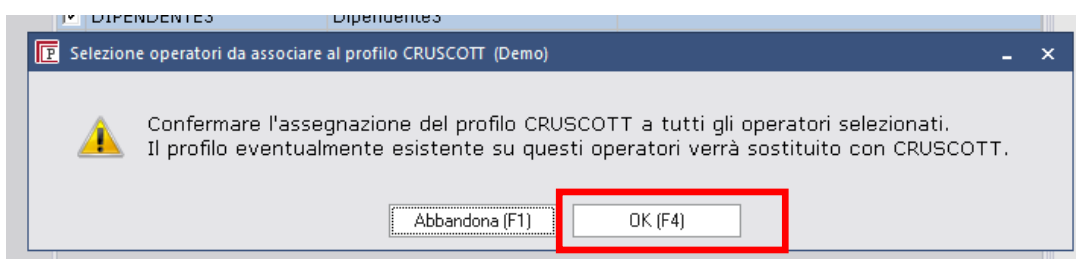 DIPENDENTE3 Dipendente3
Selezione operatori da associare al profilo CRUSCOTT (Demo)
Confermare l'assegnazione del profilo CRUSCOTT a tutti gli operatori selezionati.
Il profilo eventualmente esistente su questi operatori verrà sostituito con CRUSCOTT.
Abbandona (F1) OK (F4)